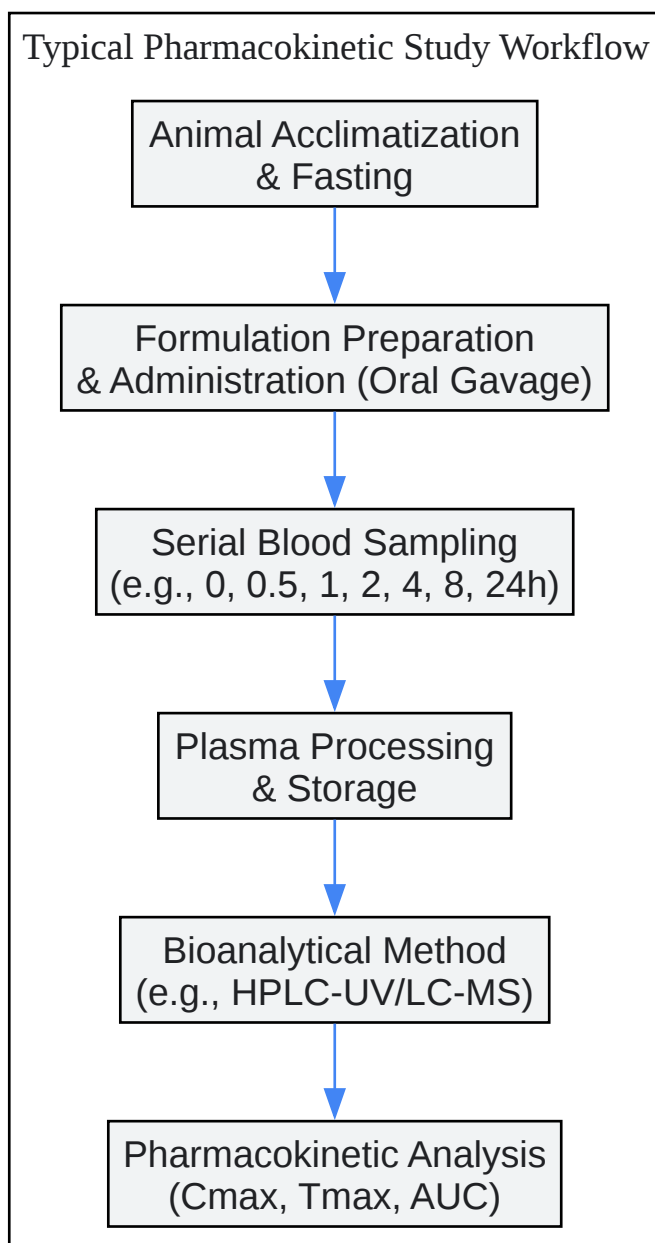 Typical Pharmacokinetic Study Workflow
Animal Acclimatization
& Fasting
Formulation Preparation
& Administration (Oral Gavage)
Serial Blood Sampling
(e.g., 0, 0.5, 1, 2, 4, 8, 24h)
Plasma Processing
& Storage
Bioanalytical Method
(e.g., HPLC-UV/LC-MS)
Pharmacokinetic Analysis
(Cmax, Tmax, AUC)